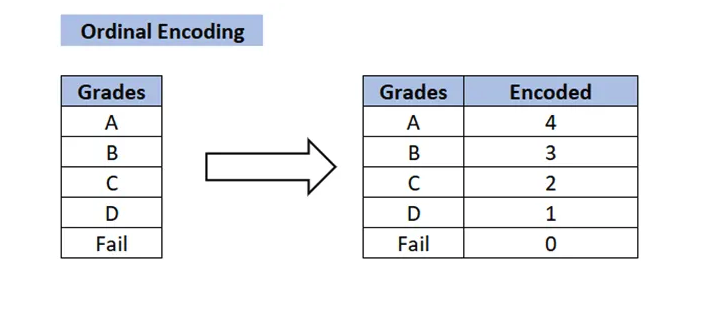 Ordinal Encoding
Grades
A
B
C
D
Fail
Grades Encoded
A 4
B 3
C 2
D 1
Fail 0